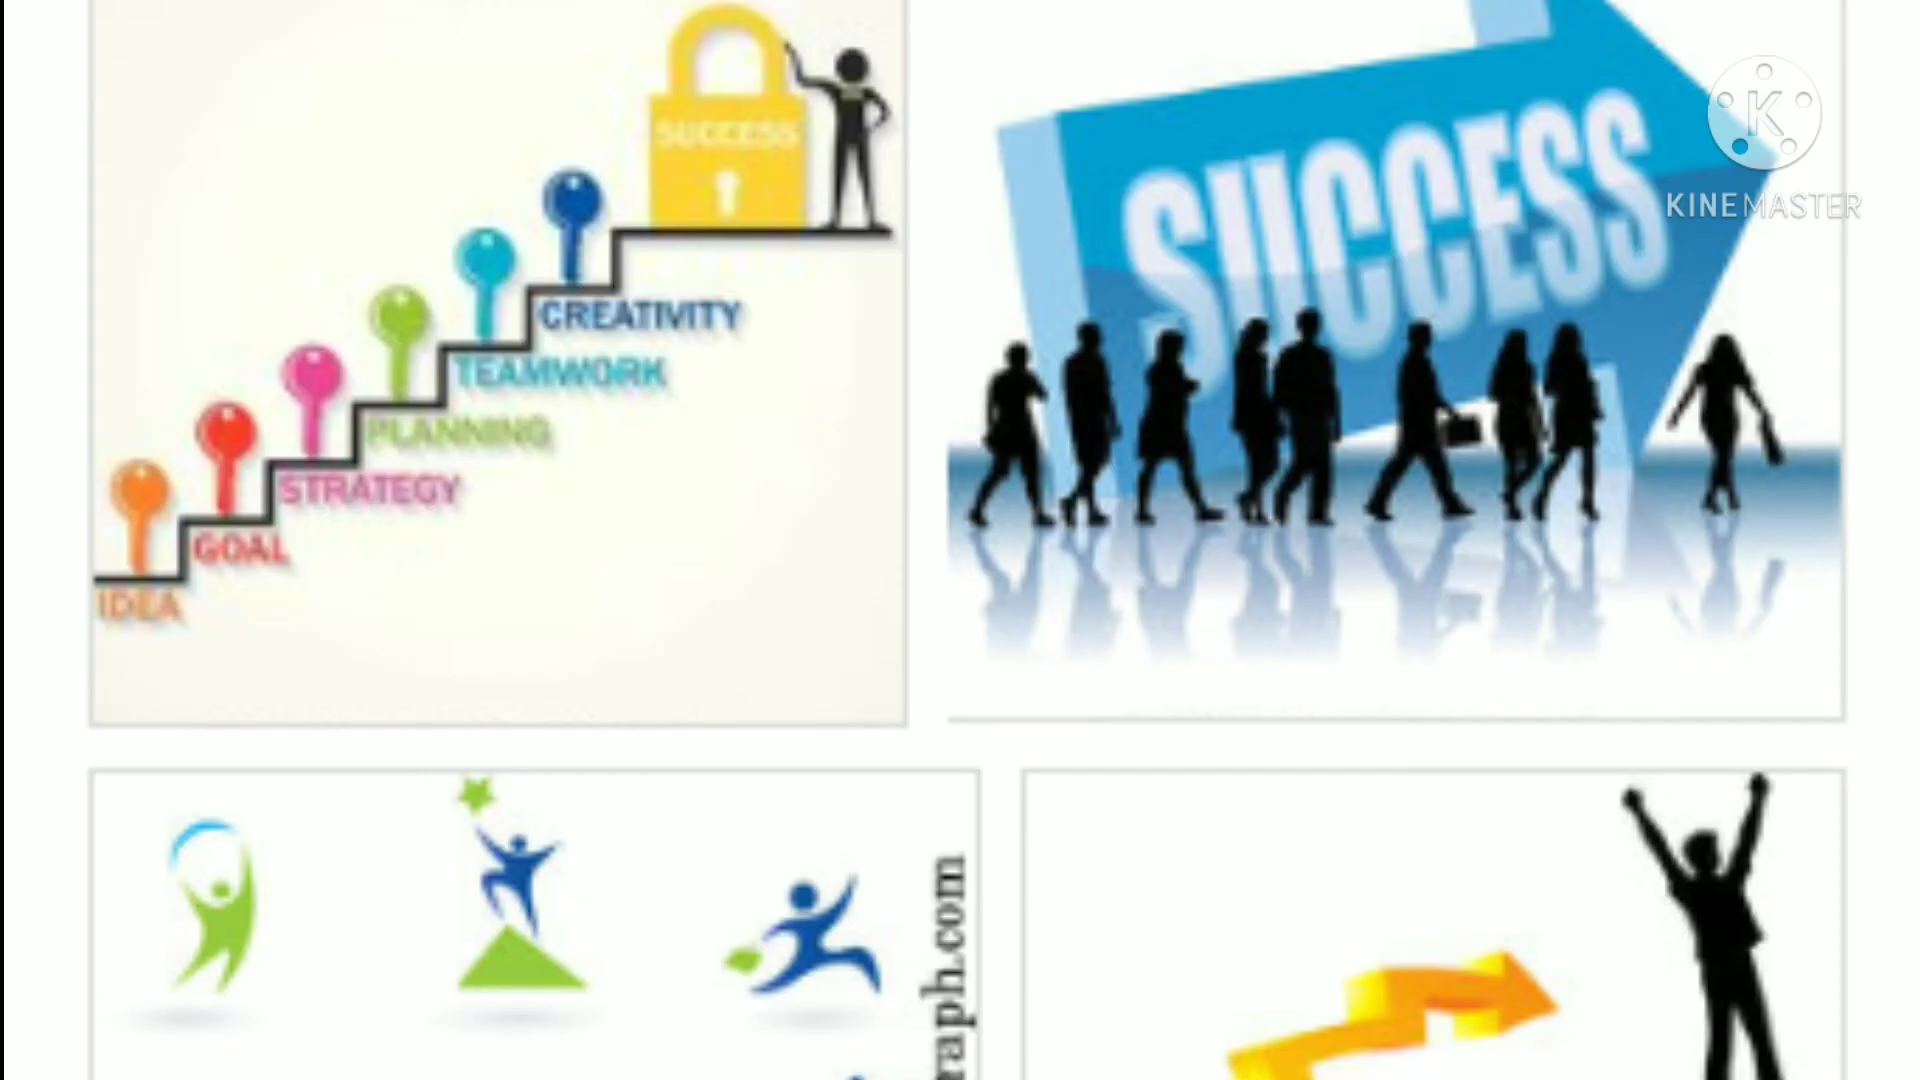 SUCCESS
CREATIVITY
TEAMWORK
PLANNING
STRATEGY
GOAL
IDEA
SUCCESS
K
KINEMASTER
raph.com